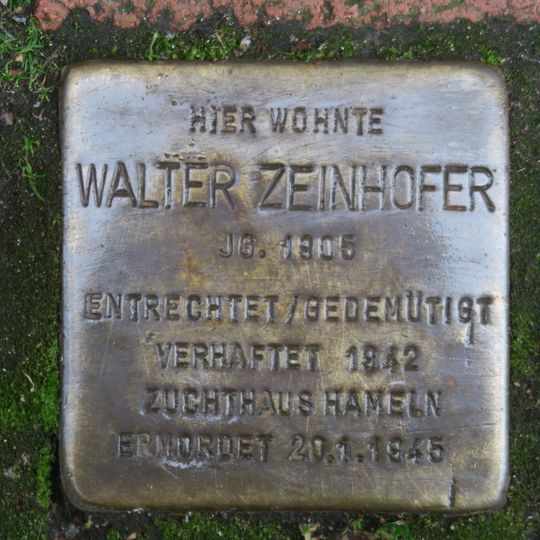 HIER WOHNTE
WALTER ZEINHOFER
JG. 1905
ENTRECHTET/GEDEMÜTIGT
VERHAFTET 1942
ZUCHTHAUS HAMELN
ERMORDET 20.1.1945